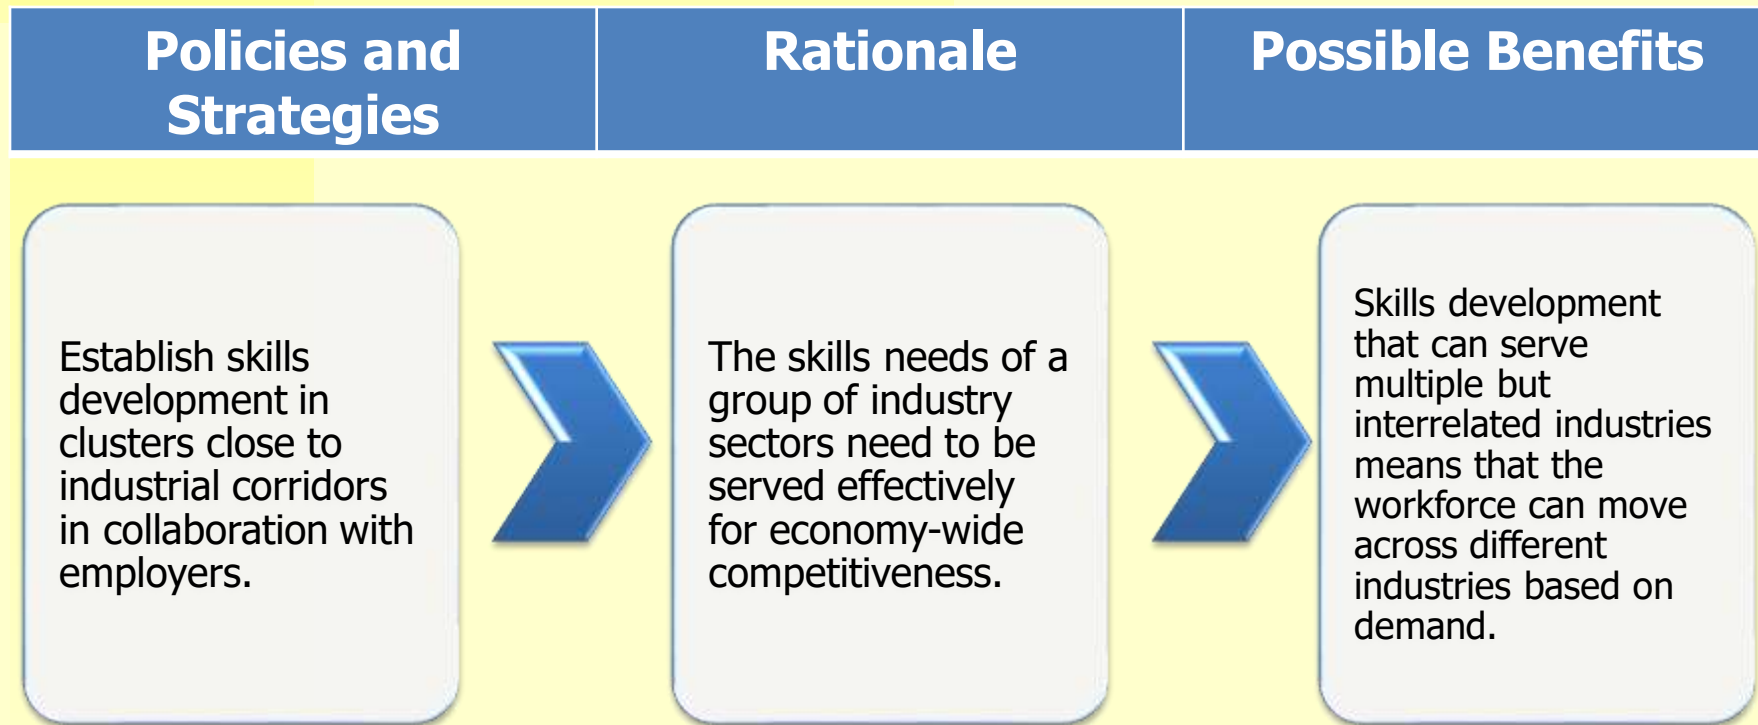 Policies and
Strategies
Rationale
Possible Benefits
Establish skills
development in
clusters close to
industrial corridors
in collaboration with
employers.
The skills needs of a
group of industry
sectors need to be
served effectively
for economy-wide
competitiveness.
Skills development
that can serve
multiple but
interrelated industries
means that the
workforce can move
across different
industries based on
demand.